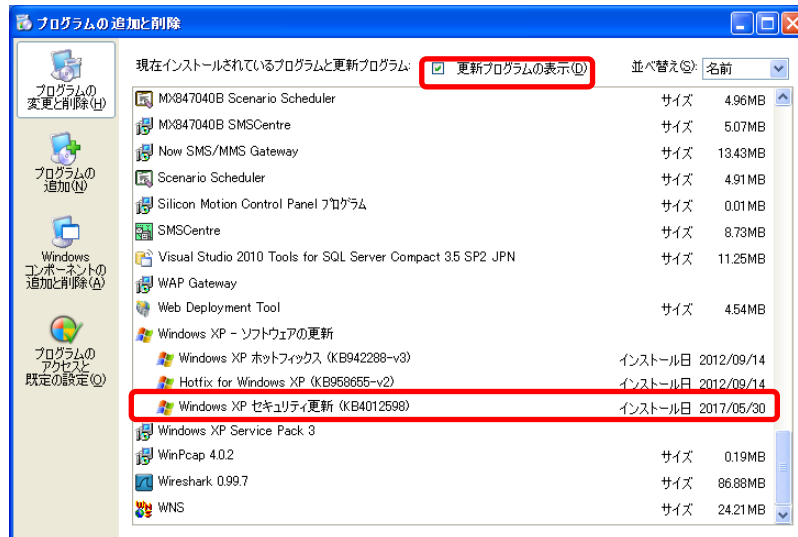 プログラムの追加と削除
現在インストールされているプログラムと更新プログラム: 更新プログラムの表示(D) 並べ替え(S): 名前
プログラムの
変更と削除(H)
プログラムの
追加(N)
Windows
コンポーネントの
追加と削除(A)
プログラムの
アクセスと
既定の設定(O)
MX847040B Scenario Scheduler サイズ 4.96MB
MX847040B SMSCentre サイズ 5.07MB
Now SMS/MMS Gateway サイズ 13.43MB
Scenario Scheduler サイズ 4.91MB
Silicon Motion Control Panel プログラム サイズ 0.01MB
SMSCentre サイズ 8.73MB
Visual Studio 2010 Tools for SQL Server Compact 3.5 SP2 JPN サイズ 11.25MB
WAP Gateway
Web Deployment Tool サイズ 4.54MB
Windows XP - ソフトウェアの更新
Windows XP ホットフィックス (KB942288-v3) インストール日 2012/09/14
Hotfix for Windows XP (KB958655-v2) インストール日 2012/09/14
Windows XP セキュリティ更新 (KB4012598) インストール日 2017/05/30
Windows XP Service Pack 3
WinPcap 4.0.2 サイズ 0.19MB
Wireshark 0.99.7 サイズ 86.88MB
WNS サイズ 24.21MB